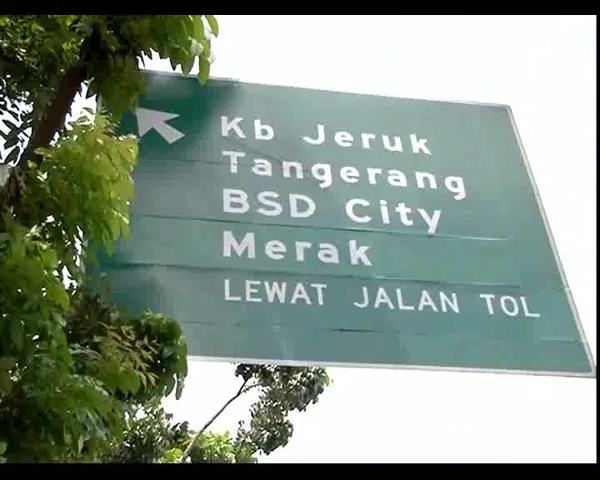 Kb Jeruk
Tangerang
BSD City
Merak
LEWAT JALAN TOL